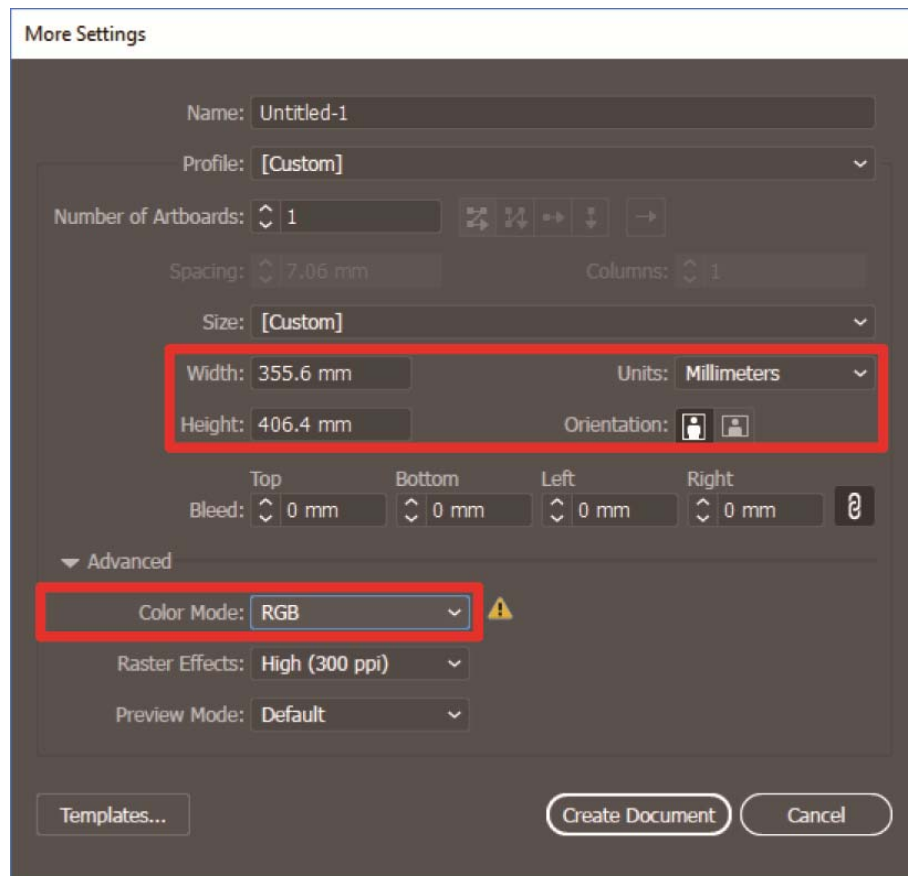 More Settings
Name: Untitled-1
Profile: [Custom]
Number of Artboards: 1
Spacing: 7.06 mm Columns: 1
Size: [Custom]
Width: 355.6 mm Units: Millimeters
Height: 406.4 mm Orientation:
Top Bottom Left Right
Bleed: 0 mm 0 mm 0 mm 0 mm
Advanced
Color Mode: RGB
Raster Effects: High (300 ppi)
Preview Mode: Default
Templates... Create Document Cancel